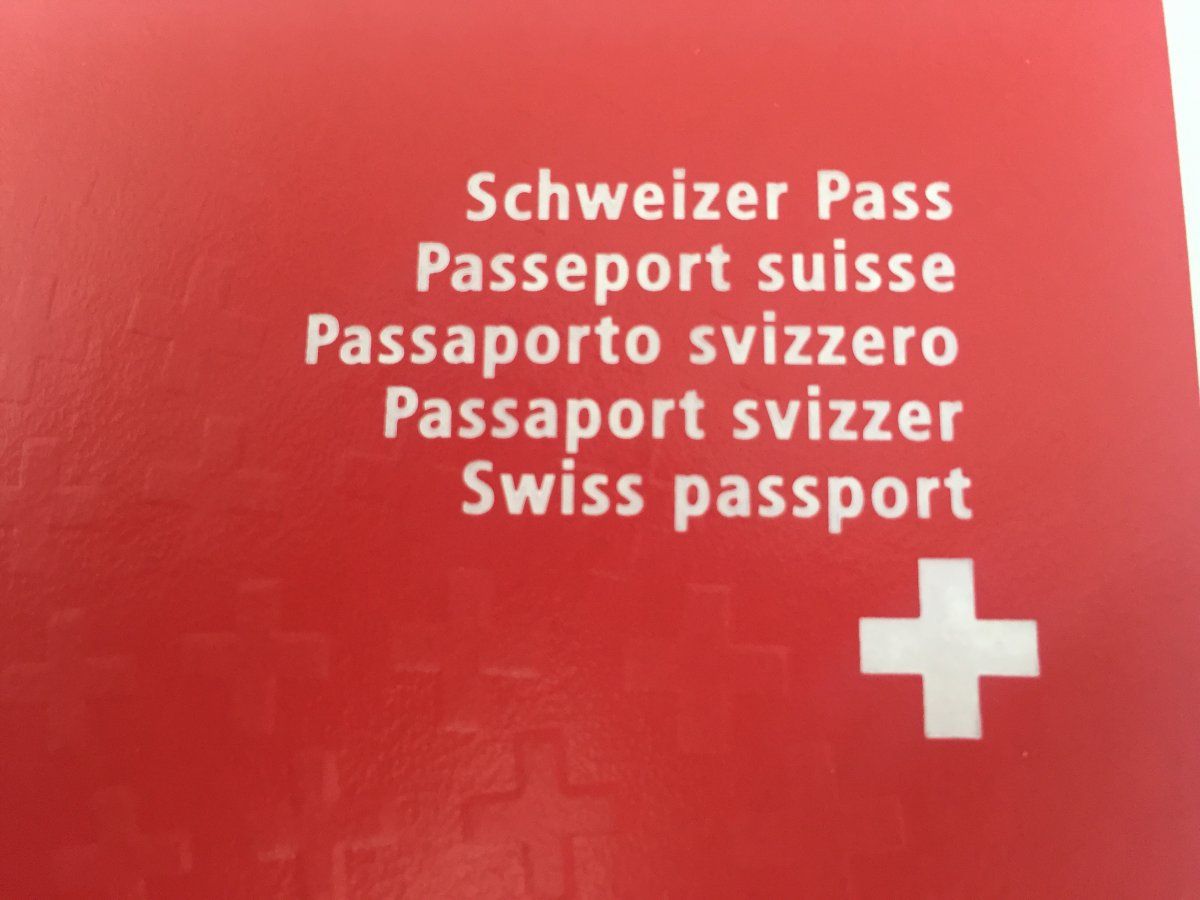 Schweizer Pass
Passeport suisse
Passaporto svizzero
Passaport svizzer
Swiss passport